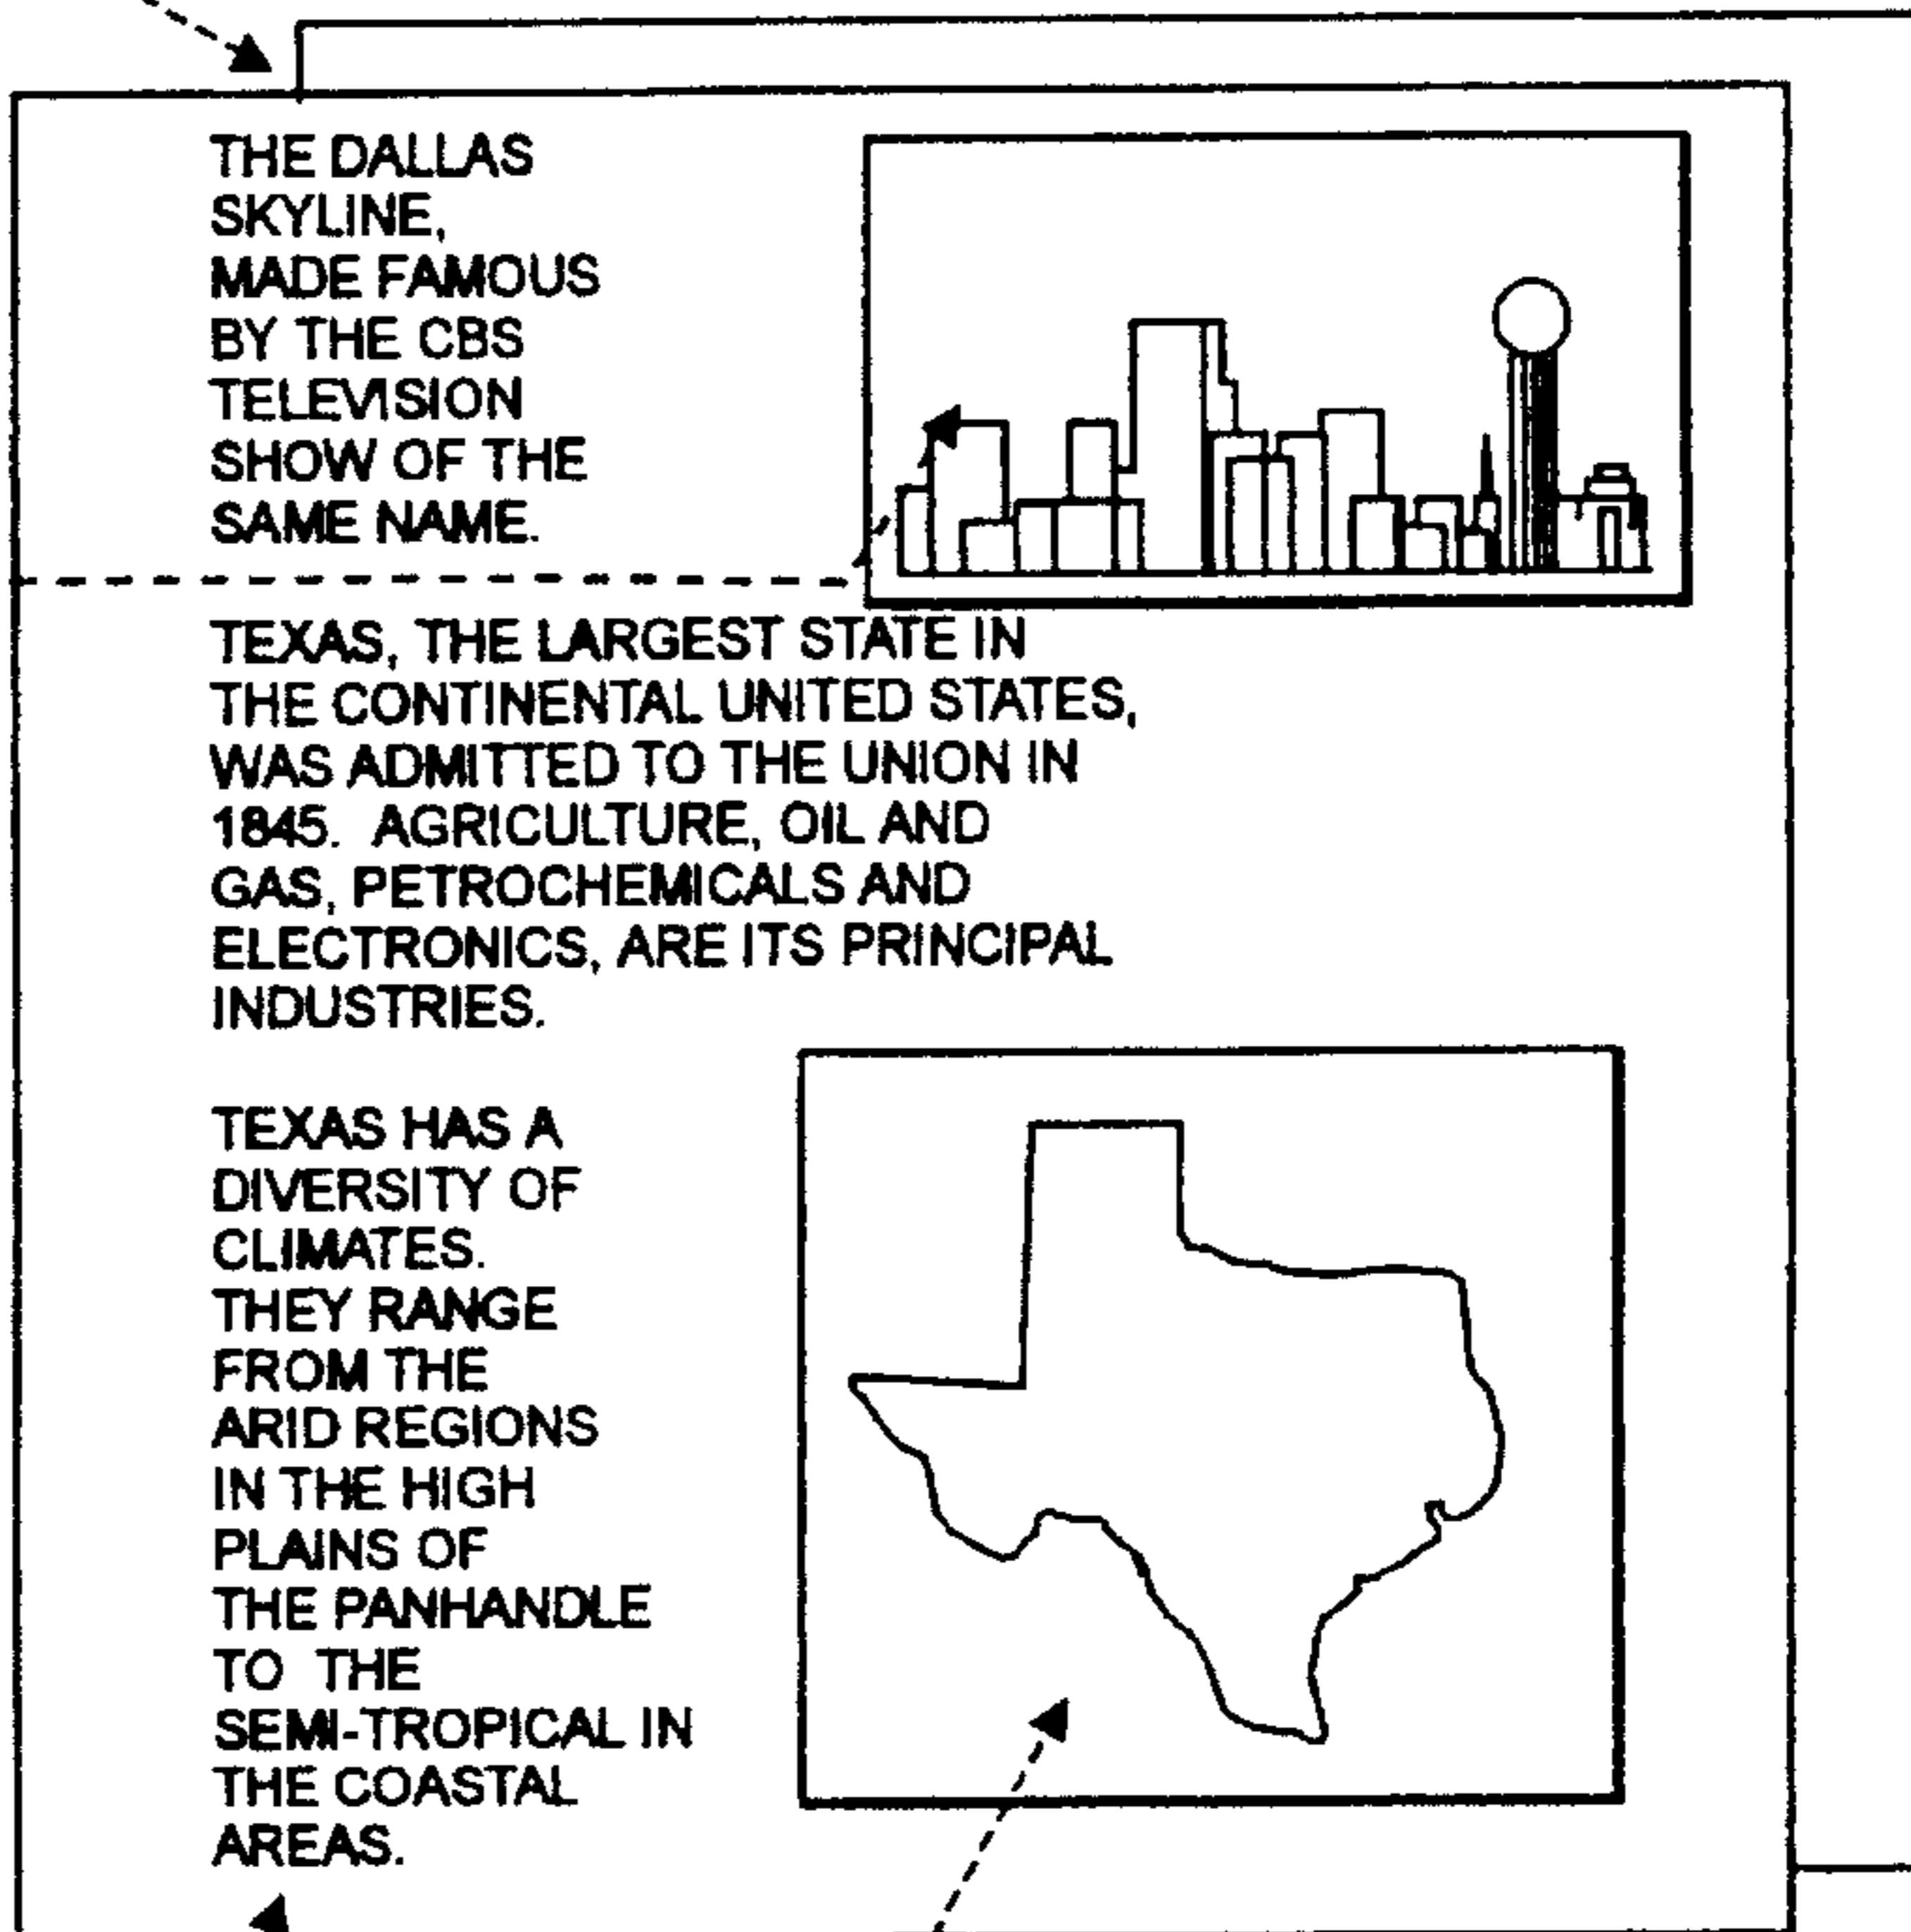 THE DALLAS
SKYLINE,
MADE FAMOUS
BY THE CBS
TELEVISION
SHOW OF THE
SAME NAME.
TEXAS, THE LARGEST STATE IN
THE CONTINENTAL UNITED STATES,
WAS ADMITTED TO THE UNION IN
1845. AGRICULTURE, OIL AND
GAS, PETROCHEMICALS AND
ELECTRONICS, ARE ITS PRINCIPAL
INDUSTRIES.
TEXAS HAS A
DIVERSITY OF
CLIMATES.
THEY RANGE
FROM THE
ARID REGIONS
IN THE HIGH
PLAINS OF
THE PANHANDLE
TO THE
SEMI-TROPICAL IN
THE COASTAL
AREAS.